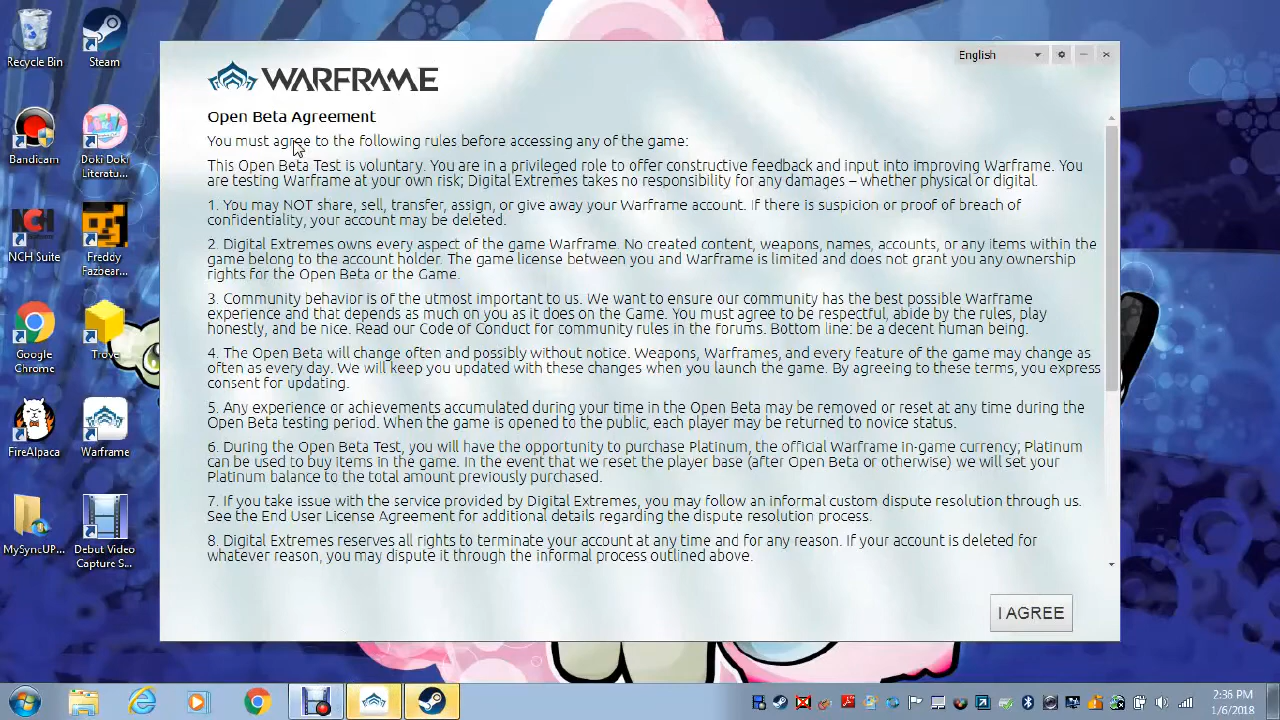 Recycle Bin
Steam
Bandicam
Doki Doki
Literatu...
NCH Suite
Freddy
Fazbear...
Google
Chrome
Trove
FireAlpaca
Warframe
MySyncUP...
Debut Video
Capture S...
English
WARFRAME
Open Beta Agreement
You must agree to the following rules before accessing any of the game:
This Open Beta Test is voluntary. You are in a privileged role to offer constructive feedback and input into improving Warframe. You
are testing Warframe at your own risk; Digital Extremes takes no responsibility for any damages – whether physical or digital.
1. You may NOT share, sell, transfer, assign, or give away your Warframe account. If there is suspicion or proof of breach of
confidentiality, your account may be deleted.
2. Digital Extremes owns every aspect of the game Warframe. No created content, weapons, names, accounts, or any items within the
game belong to the account holder. The game license between you and Warframe is limited and does not grant you any ownership
rights for the Open Beta or the Game.
3. Community behavior is of the utmost important to us. We want to ensure our community has the best possible Warframe
experience and that depends as much on you as it does on the Game. You must agree to be respectful, abide by the rules, play
honestly, and be nice. Read our Code of Conduct for community rules in the forums. Bottom line: be a decent human being.
4. The Open Beta will change often and possibly without notice. Weapons, Warframes, and every feature of the game may change as
often as every day. We will keep you updated with these changes when you launch the game. By agreeing to these terms, you express
consent for updating.
5. Any experience or achievements accumulated during your time in the Open Beta may be removed or reset at any time during the
Open Beta testing period. When the game is opened to the public, each player may be returned to novice status.
6. During the Open Beta Test, you will have the opportunity to purchase Platinum, the official Warframe in-game currency; Platinum
can be used to buy items in the game. In the event that we reset the player base (after Open Beta or otherwise) we will set your
Platinum balance to the total amount previously purchased.
7. If you take issue with the service provided by Digital Extremes, you may follow an informal custom dispute resolution through us.
See the End User License Agreement for additional details regarding the dispute resolution process.
8. Digital Extremes reserves all rights to terminate your account at any time and for any reason. If your account is deleted for
whatever reason, you may dispute it through the informal process outlined above.
I AGREE
2:36 PM
1/6/2018